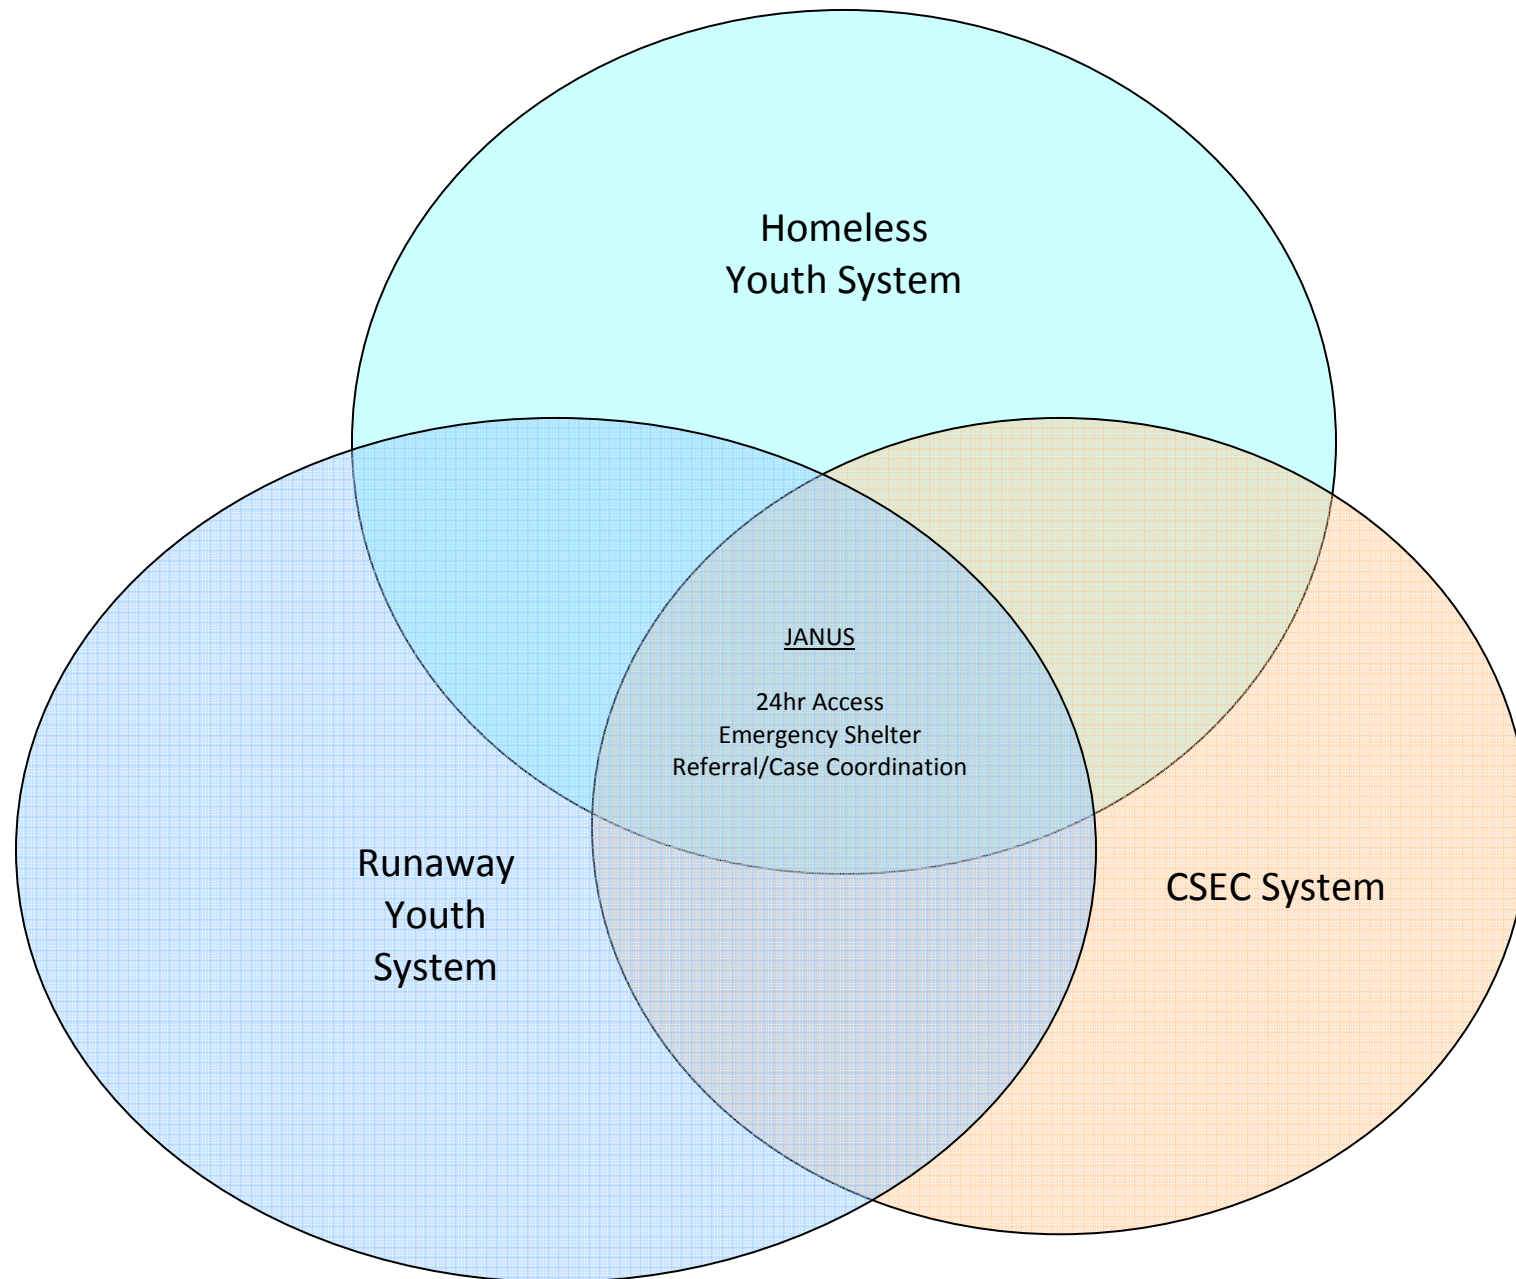 Homeless
Youth System
JANUS
24hr Access
Emergency Shelter
Referral/Case Coordination
Runaway
Youth
System
CSEC System